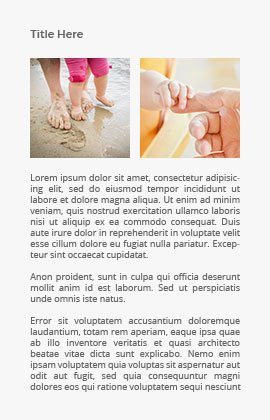 Title Here
Lorem ipsum dolor sit amet, consectetur adipisic-
ing elit, sed do eiusmod tempor incididunt ut
labore et dolore magna aliqua. Ut enim ad minim
veniam, quis nostrud exercitation ullamco laboris
nisi ut aliquip ex ea commodo consequat. Duis
aute irure dolor in reprehenderit in voluptate velit
esse cillum dolore eu fugiat nulla pariatur. Excep-
teur sint occaecat cupidatat.
Anon proident, sunt in culpa qui officia deserunt
mollit anim id est laborum. Sed ut perspiciatis
unde omnis iste natus.
Error sit voluptatem accusantium doloremque
laudantium, totam rem aperiam, eaque ipsa quae
ab illo inventore veritatis et quasi architecto
beatae vitae dicta sunt explicabo. Nemo enim
ipsam voluptatem quia voluptas sit aspernatur aut
odit aut fugit, sed quia consequuntur magni
dolores eos qui ratione voluptatem sequi nesciunt